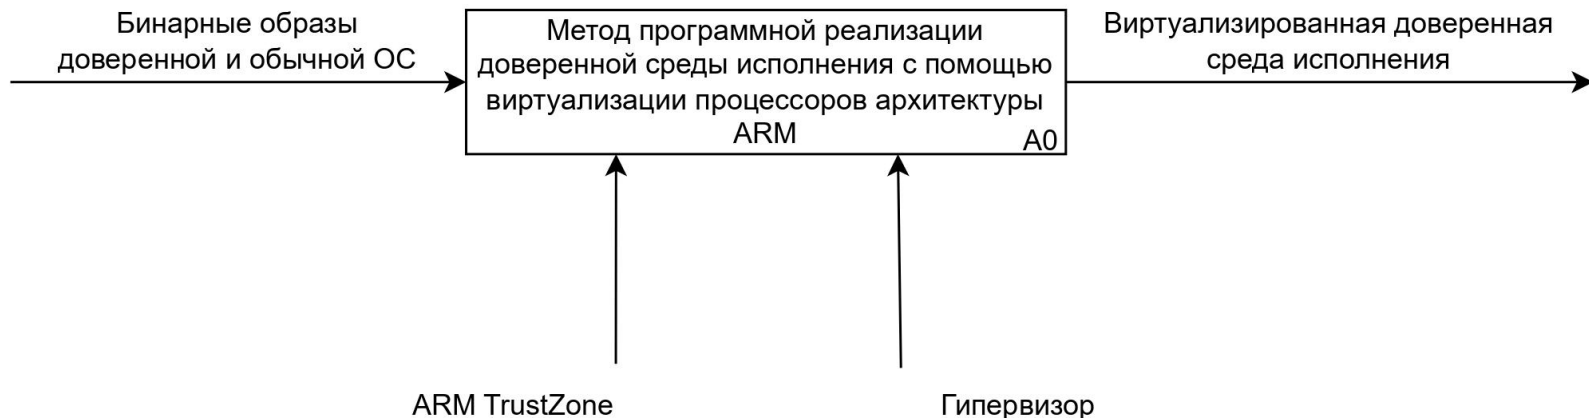 Бинарные образы
доверенной и обычной ОС
Метод программной реализации
доверенной среды исполнения с помощью
виртуализации процессоров архитектуры
ARM
A0
Виртуализированная доверенная
среда исполнения
ARM TrustZone
Гипервизор